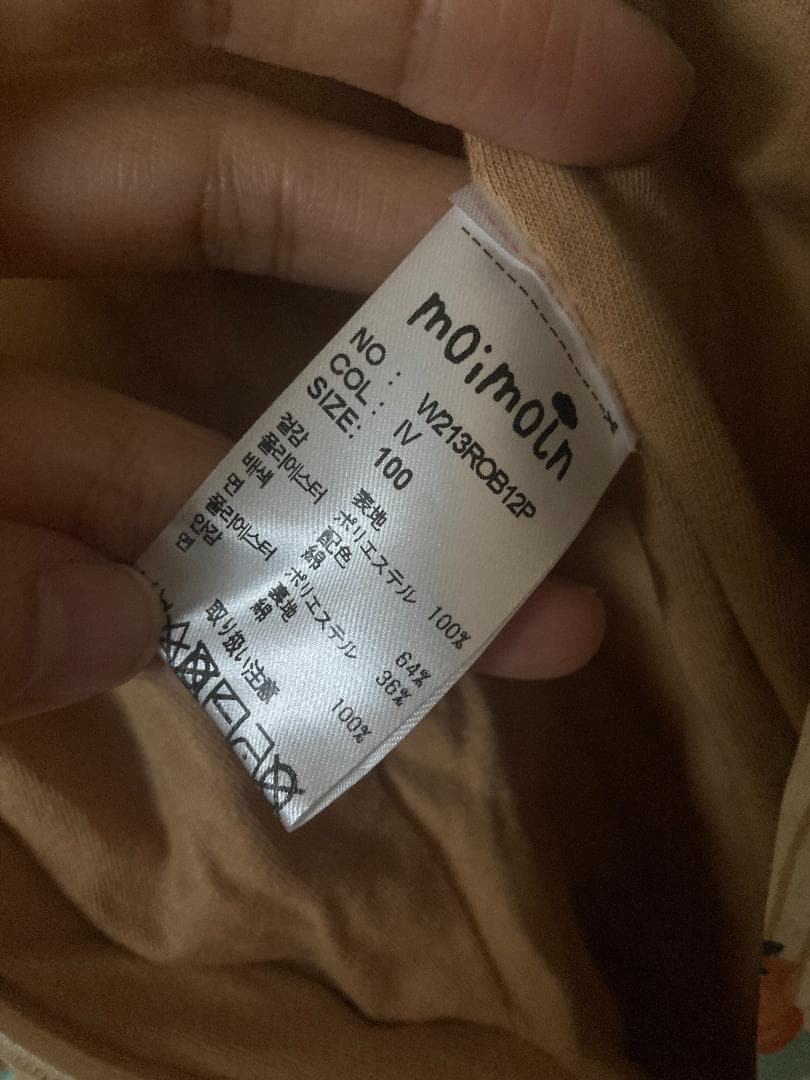 moimoln
NO : W213ROB12P
COL : IV
SIZE: 100
겉감 表地
폴리에스터 ポリエステル 100%
배색 配色
면 綿 64%
폴리에스터 ポリエステル 36%
안감 裏地
면 綿 100%
取り扱い注意